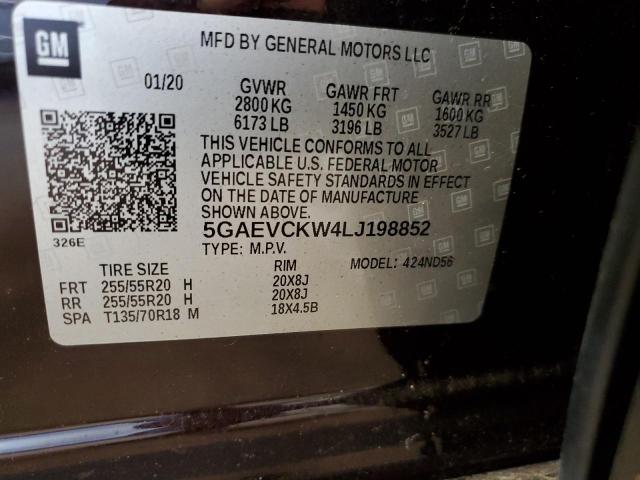 GM
MFD BY GENERAL MOTORS LLC
01/20
GVWR GAWR FRT GAWR RR
2800 KG 1450 KG 1600 KG
6173 LB 3196 LB 3527 LB
THIS VEHICLE CONFORMS TO ALL
APPLICABLE U.S. FEDERAL MOTOR
VEHICLE SAFETY STANDARDS IN EFFECT
ON THE DATE OF MANUFACTURE
SHOWN ABOVE.
326E
5GAEVCKW4LJ198852
TYPE: M.P.V. MODEL: 424ND56
TIRE SIZE RIM
FRT 255/55R20 H 20X8J
RR 255/55R20 H 20X8J
SPA T135/70R18 M 18X4.5B